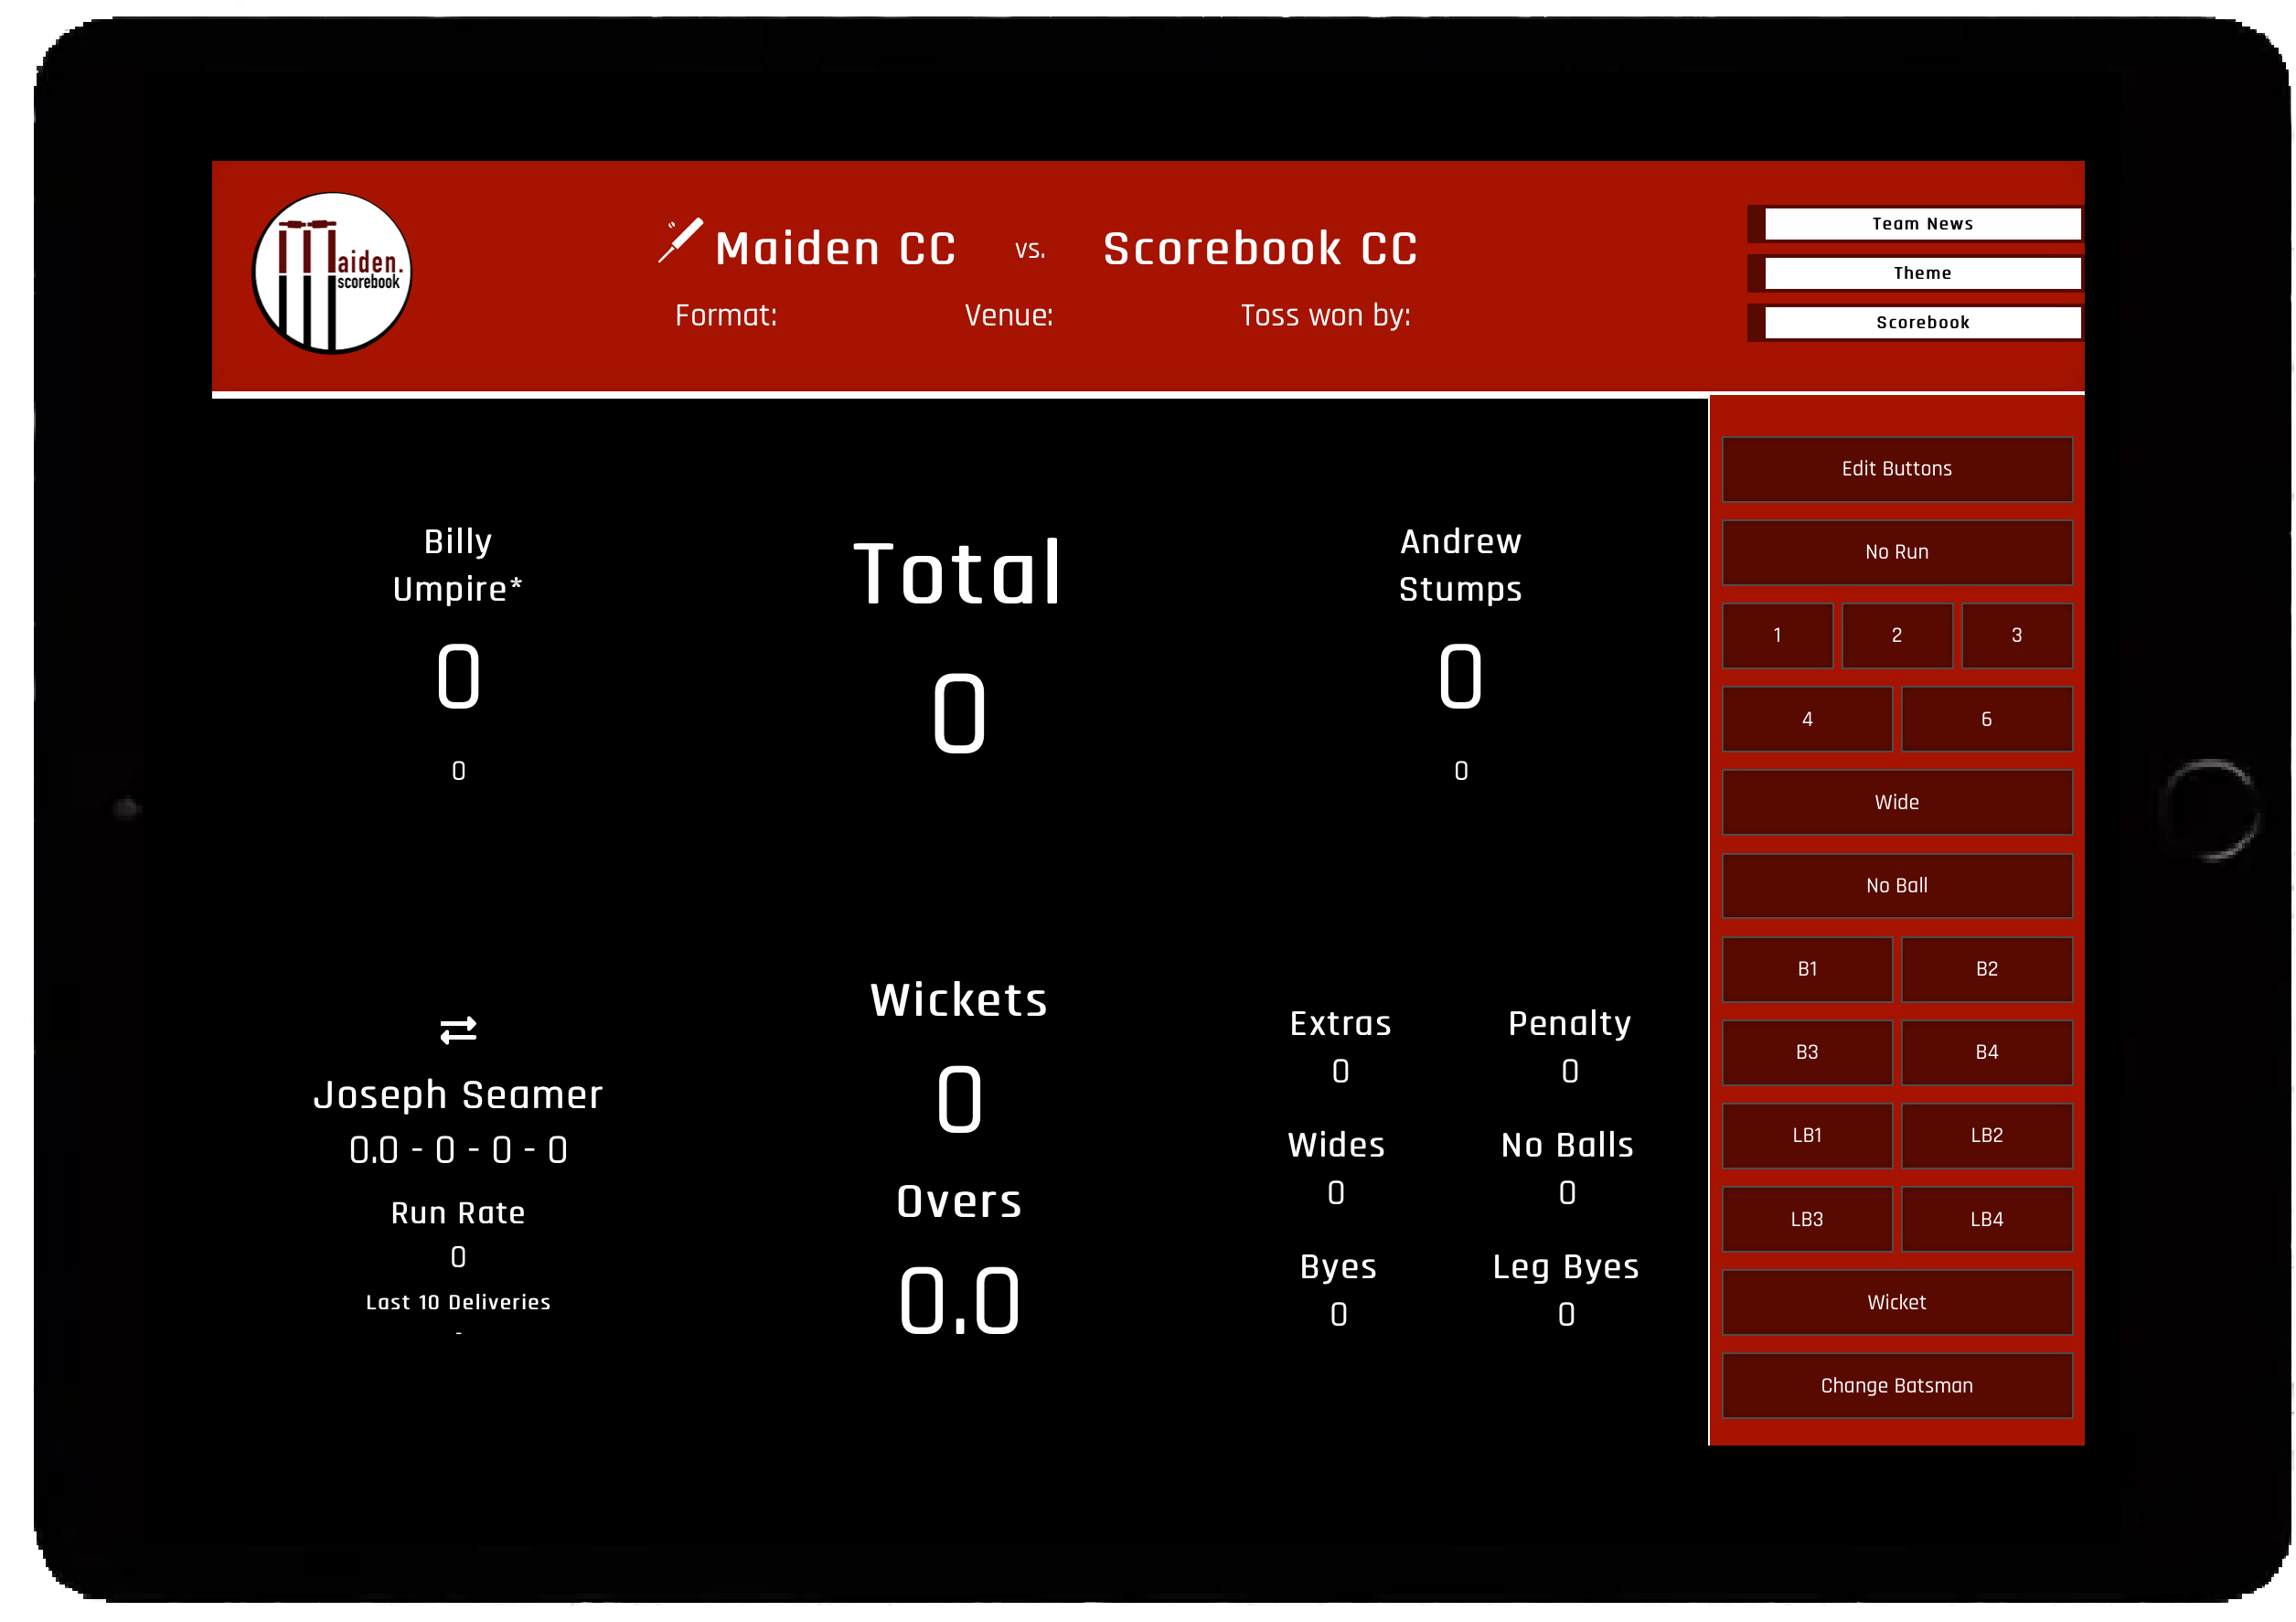 aiden.
scorebook
Maiden CC vs. Scorebook CC
Format: Venue: Toss won by:
Team News
Theme
Scorebook
Billy
Umpire*
0
0
Total
0
Andrew
Stumps
0
0
Joseph Seamer
0.0 - 0 - 0 - 0
Run Rate
0
Last 10 Deliveries
-
Wickets
0
Overs
0.0
Extras Penalty
0 0
Wides No Balls
0 0
Byes Leg Byes
0 0
Edit Buttons
No Run
1 2 3
4 6
Wide
No Ball
B1 B2
B3 B4
LB1 LB2
LB3 LB4
Wicket
Change Batsman